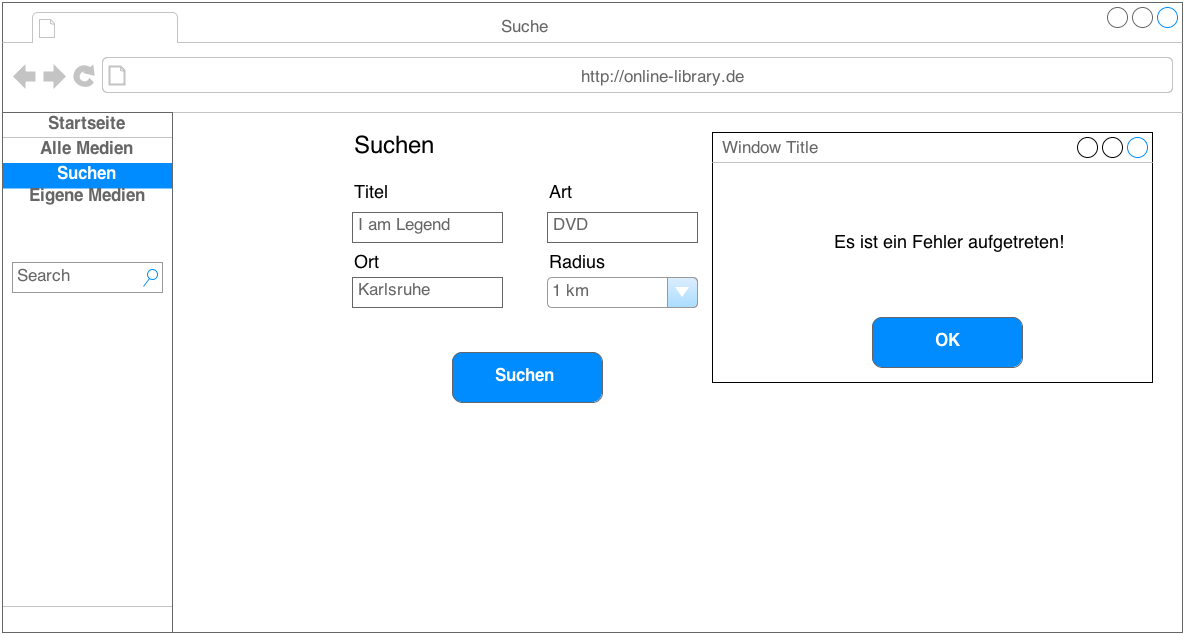 Suche
http://online-library.de
Startseite
Alle Medien
Suchen
Eigene Medien
Search
Suchen
Titel
Art
I am Legend
DVD
Ort
Radius
Karlsruhe
1 km
Suchen
Window Title
Es ist ein Fehler aufgetreten!
OK